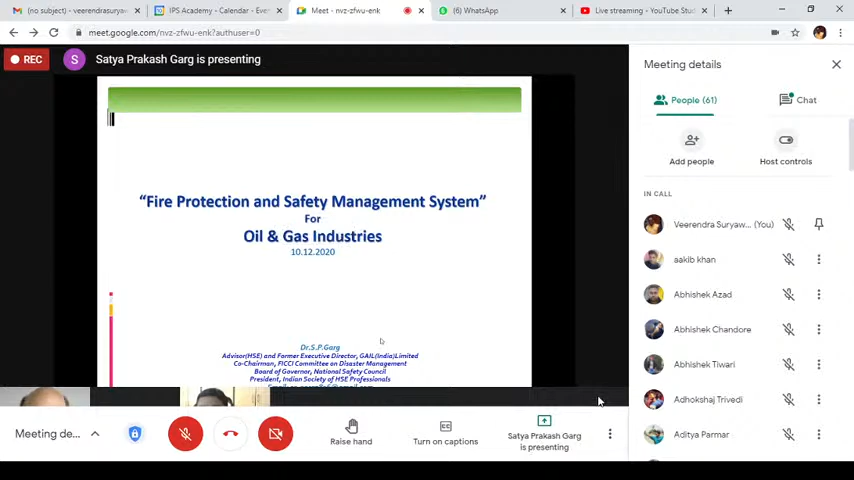 (no subject) - veerendrasuryaw
IPS Academy - Calendar - Eve
Meet - nvz-zfwu-enk
(6) WhatsApp
Live streaming - YouTube Stud
meet.google.com/nvz-zfwu-enk?authuser=0
REC
S
Satya Prakash Garg is presenting
"Fire Protection and Safety Management System"
For
Oil & Gas Industries
10.12.2020
Dr.S.P.Garg
Advisor(HSE) and Former Executive Director, GAIL(India)Limited
Co-Chairman, FICCI Committee on Disaster Management
Board of Governor, National Safety Council
President, Indian Society of HSE Professionals
Meeting details
People (61)
Chat
Add people
Host controls
IN CALL
Veerendra Suryaw... (You)
aakib khan
Abhishek Azad
Abhishek Chandore
Abhishek Tiwari
Adhokshaj Trivedi
Aditya Parmar
Meeting de...
Raise hand
Turn on captions
Satya Prakash Garg
is presenting